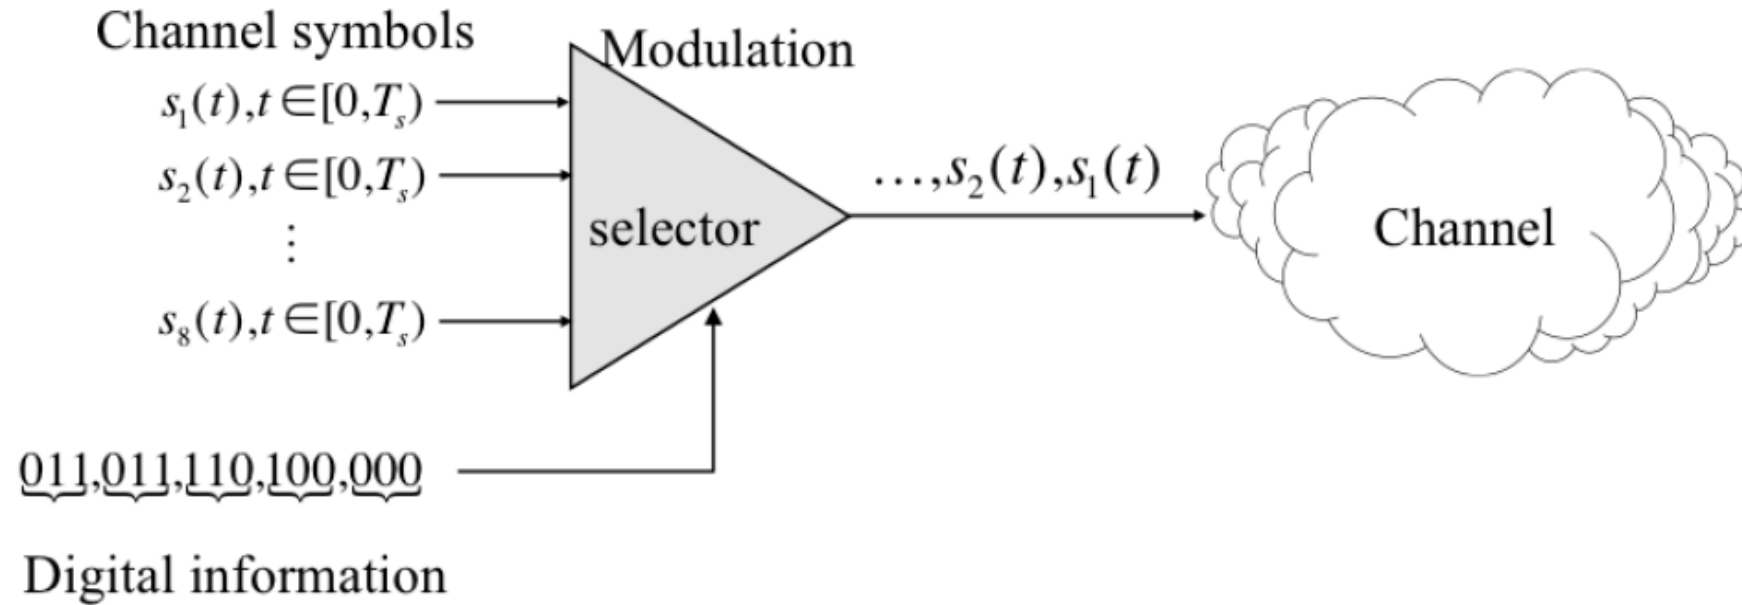 Channel symbols
Modulation
s₁(t),t∈[0,Tₛ)
s₂(t),t∈[0,Tₛ)
⋮
s₈(t),t∈[0,Tₛ)
selector
…,s₂(t),s₁(t)
Channel
011,011,110,100,000
Digital information